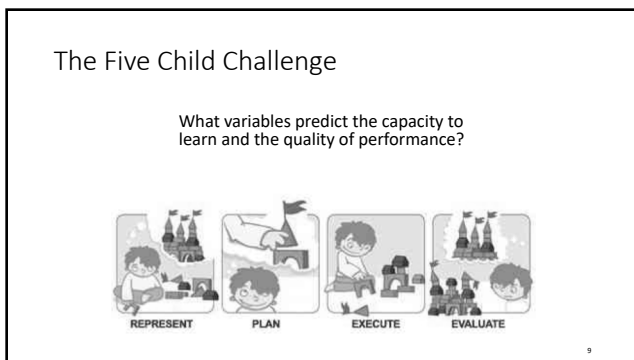 The Five Child Challenge
What variables predict the capacity to
learn and the quality of performance?
REPRESENT PLAN EXECUTE EVALUATE
9